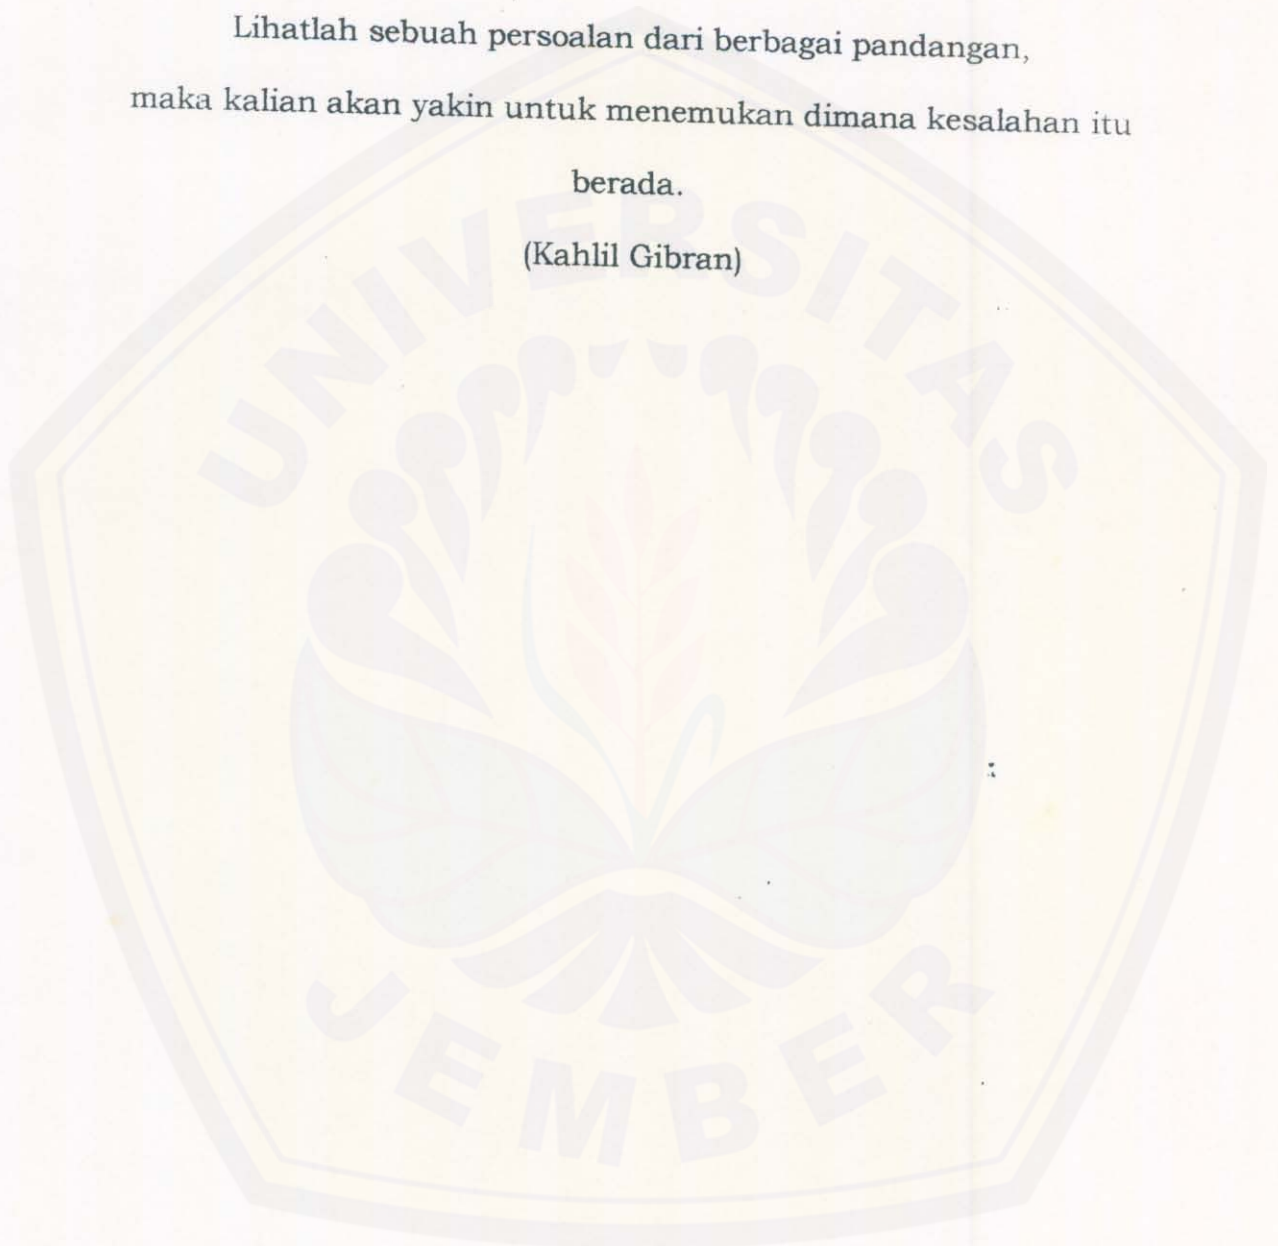 Lihatlah sebuah persoalan dari berbagai pandangan,
maka kalian akan yakin untuk menemukan dimana kesalahan itu
berada.
(Kahlil Gibran)
UNIVERSITAS
JEMBER